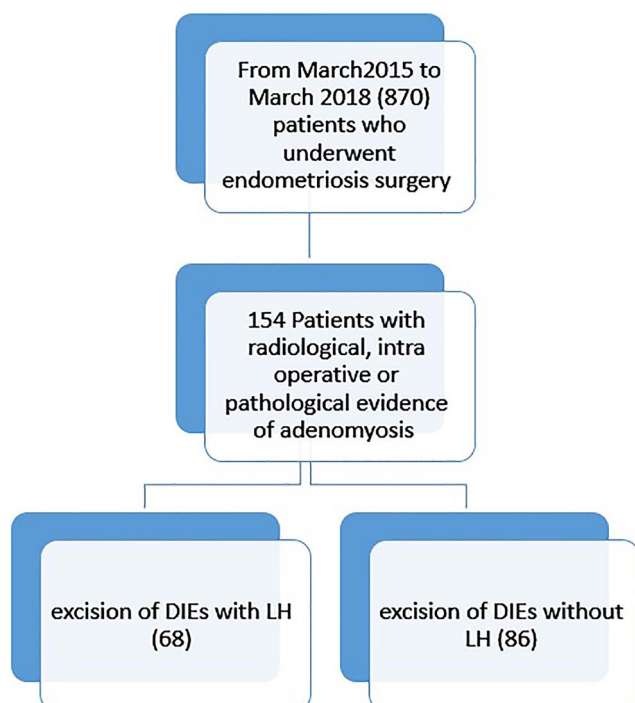 From March2015 to
March 2018 (870)
patients who
underwent
endometriosis surgery
154 Patients with
radiological, intra
operative or
pathological evidence
of adenomyosis
excision of DIEs with LH
(68)
excision of DIEs without
LH (86)